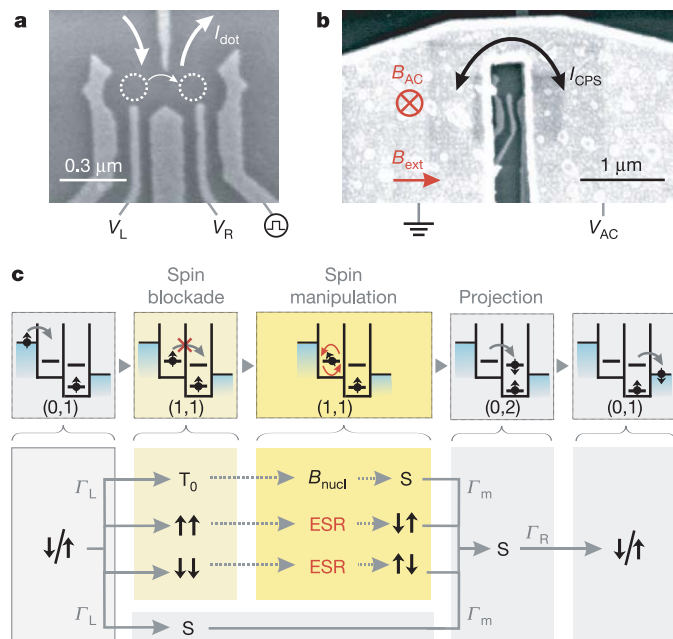 a
I_dot
0.3 μm
V_L
V_R
b
B_AC
I_CPS
B_ext
1 μm
V_AC
c
Spin
blockade
Spin
manipulation
Projection
(0,1)
(1,1)
(1,1)
(0,2)
(0,1)
Γ_L
T_0
B_nucl
S
Γ_m
↓/↑
↑↑
ESR
↓↑
S
Γ_R
↓/↑
↓↓
ESR
↑↓
Γ_L
S
Γ_m